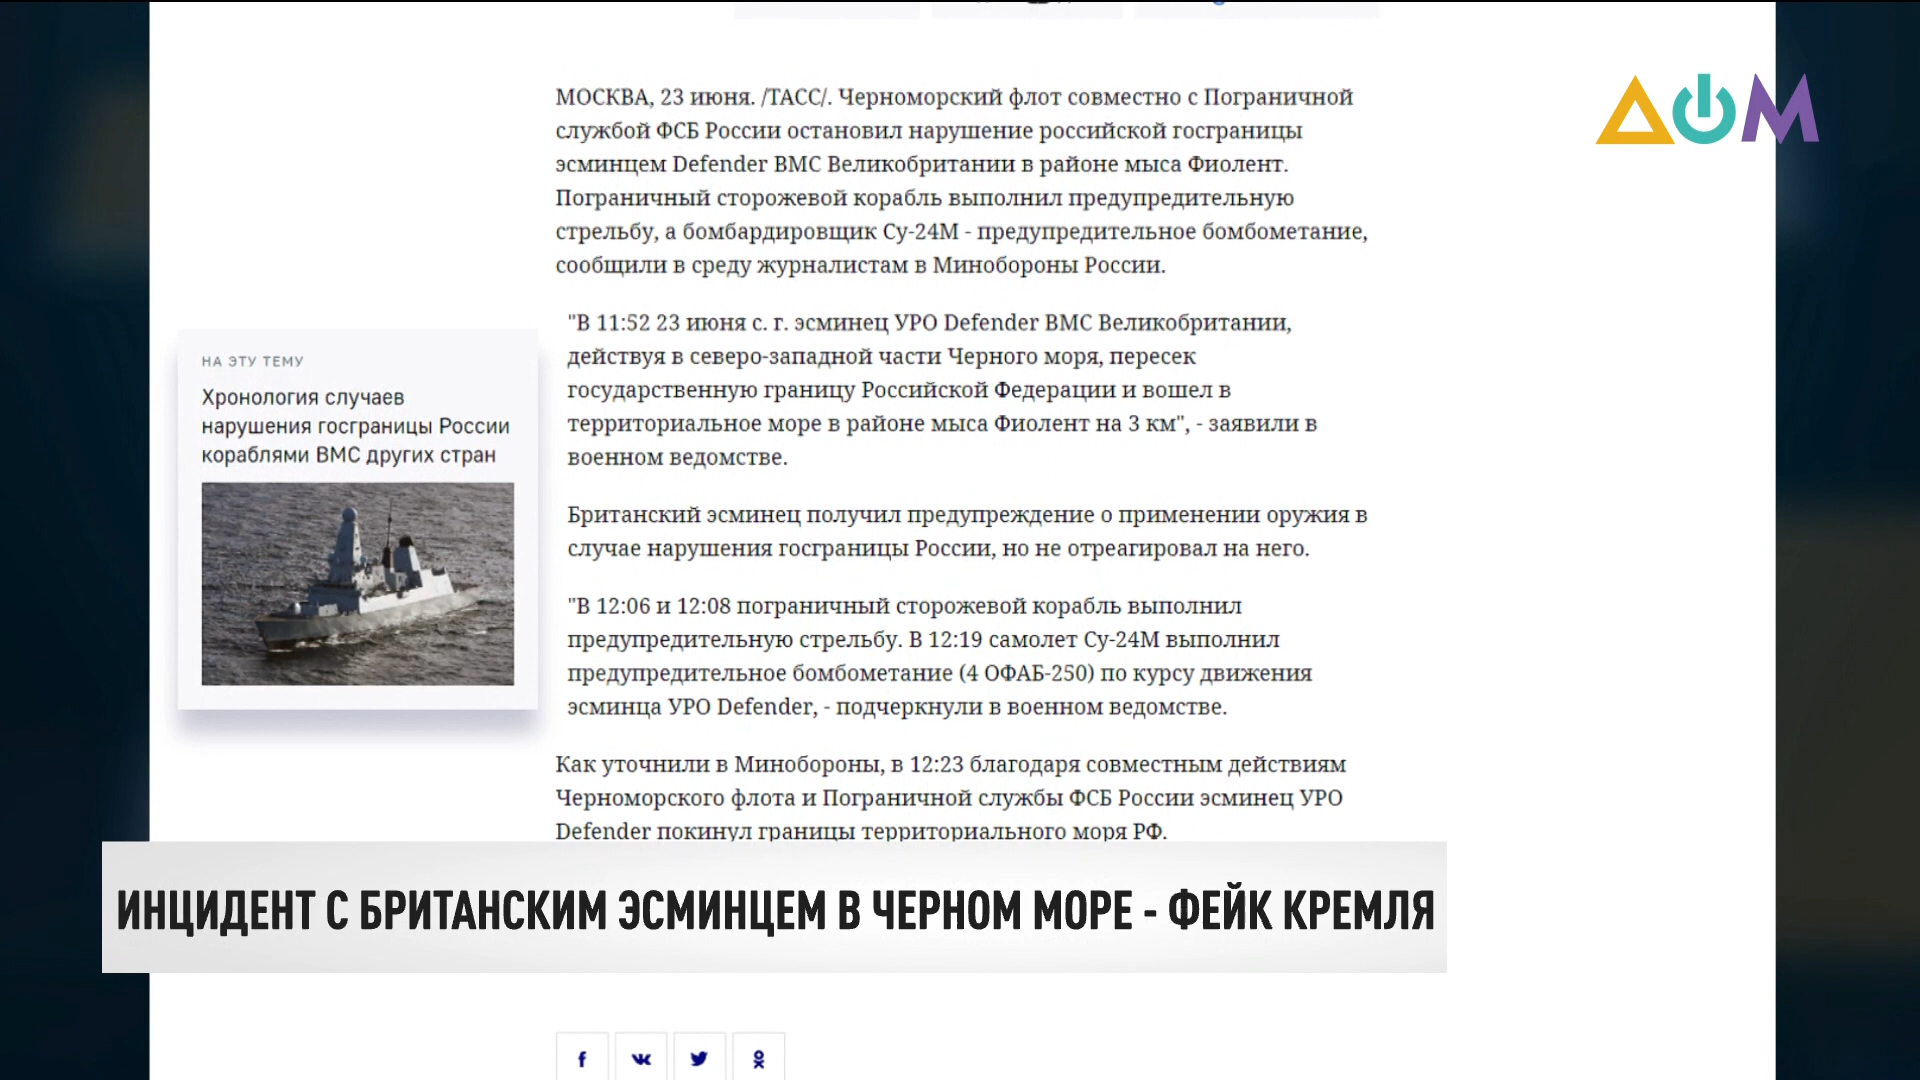 ДОМ
МОСКВА, 23 июня. /ТАСС/. Черноморский флот совместно с Пограничной
службой ФСБ России остановил нарушение российской госграницы
эсминцем Defender ВМС Великобритании в районе мыса Фиолент.
Пограничный сторожевой корабль выполнил предупредительную
стрельбу, а бомбардировщик Су-24М - предупредительное бомбометание,
сообщили в среду журналистам в Минобороны России.
"В 11:52 23 июня с. г. эсминец УРО Defender ВМС Великобритании,
действуя в северо-западной части Черного моря, пересек
государственную границу Российской Федерации и вошел в
территориальное море в районе мыса Фиолент на 3 км", - заявили в
военном ведомстве.
НА ЭТУ ТЕМУ
Хронология случаев
нарушения госграницы России
кораблями ВМС других стран
Британский эсминец получил предупреждение о применении оружия в
случае нарушения госграницы России, но не отреагировал на него.
"В 12:06 и 12:08 пограничный сторожевой корабль выполнил
предупредительную стрельбу. В 12:19 самолет Су-24М выполнил
предупредительное бомбометание (4 ОФАБ-250) по курсу движения
эсминца УРО Defender, - подчеркнули в военном ведомстве.
Как уточнили в Минобороны, в 12:23 благодаря совместным действиям
Черноморского флота и Пограничной службы ФСБ России эсминец УРО
Defender покинул границы территориального моря РФ.
ИНЦИДЕНТ С БРИТАНСКИМ ЭСМИНЦЕМ В ЧЕРНОМ МОРЕ - ФЕЙК КРЕМЛЯ